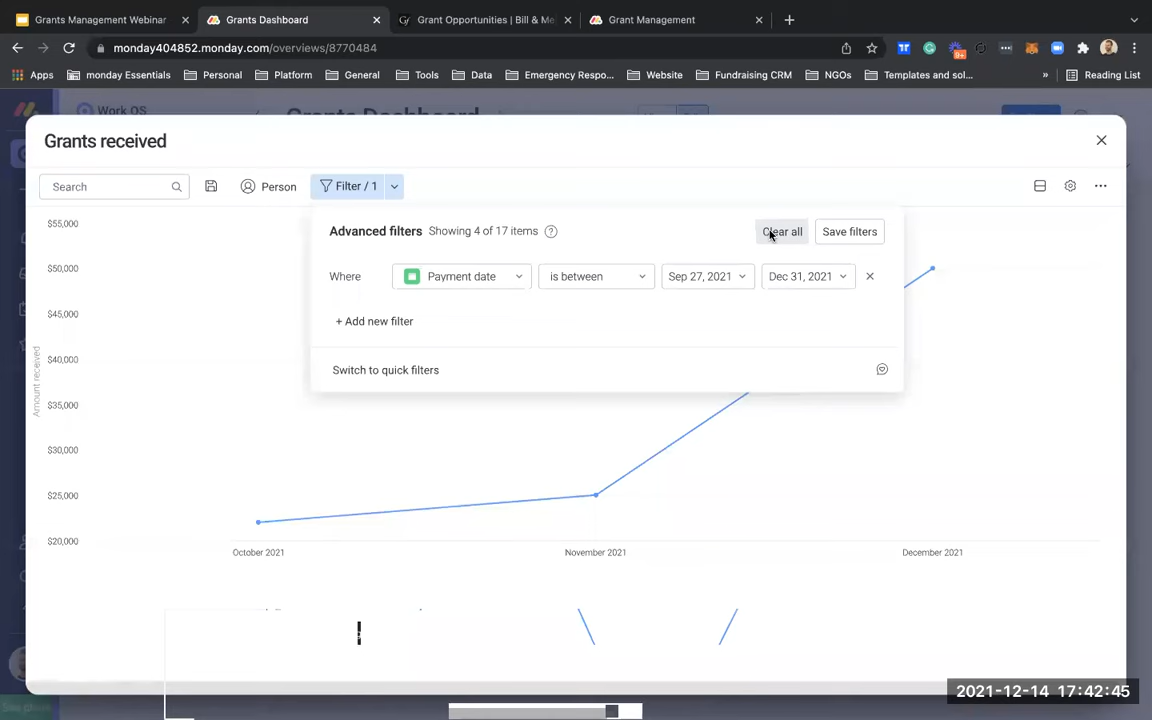 Grants Management Webinar
Grants Dashboard
Grant Opportunities | Bill & Me
Grant Management
monday404852.monday.com/overviews/8770484
9+
Apps
monday Essentials
Personal
Platform
General
Tools
Data
Emergency Respo...
Website
Fundraising CRM
NGOs
Templates and sol...
»
Reading List
Work OS
Grants Dashboard
Grants received
Search
Person
Filter / 1
Advanced filters
Showing 4 of 17 items
?
Clear all
Save filters
Where
Payment date
is between
Sep 27, 2021
Dec 31, 2021
+ Add new filter
Switch to quick filters
Amount received
$55,000
$50,000
$45,000
$40,000
$35,000
$30,000
$25,000
$20,000
October 2021
November 2021
December 2021
2021-12-14 17:42:45